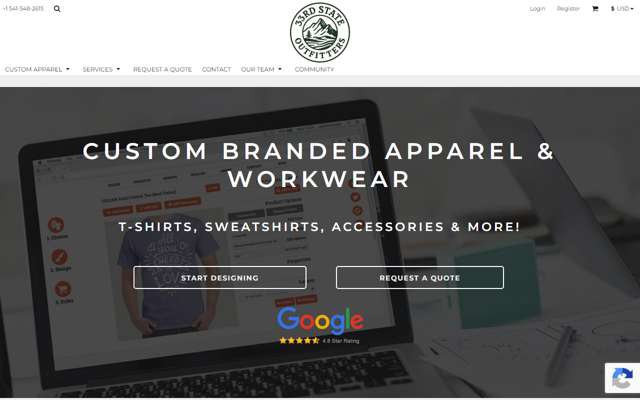 +1 541-548-2615
Login
Register
$ USD
33RD STATE
OUTFITTERS
CUSTOM APPAREL
SERVICES
REQUEST A QUOTE
CONTACT
OUR TEAM
COMMUNITY
CUSTOM BRANDED APPAREL &
WORKWEAR
T-SHIRTS, SWEATSHIRTS, ACCESSORIES & MORE!
START DESIGNING
REQUEST A QUOTE
Google
4.8 Star Rating